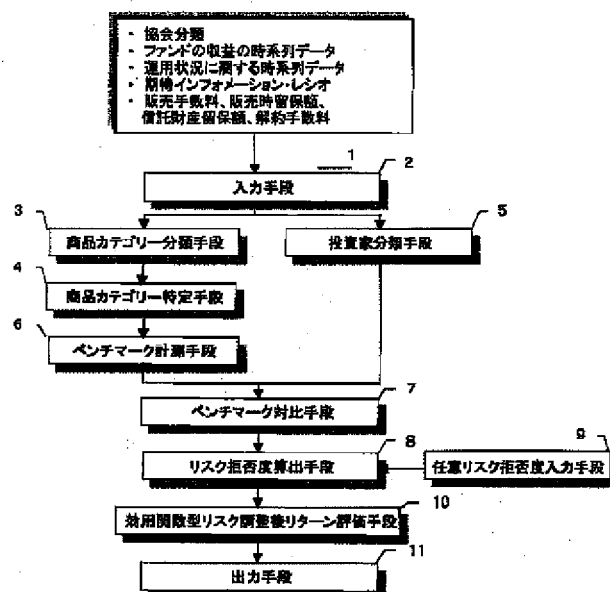 ・ 協会分類
・ ファンドの収益の時系列データ
・ 運用状況に関する時系列データ
・ 期待インフォメーション・レシオ
・ 販売手数料、販売時留保額、
信託財産留保額、解約手数料
1
2
入力手段
3
商品カテゴリー分類手段
5
投資家分類手段
4
商品カテゴリー特定手段
6
ベンチマーク計測手段
7
ベンチマーク対比手段
8
リスク拒否度算出手段
9
任意リスク拒否度入力手段
10
効用関数型リスク調整後リターン評価手段
11
出力手段